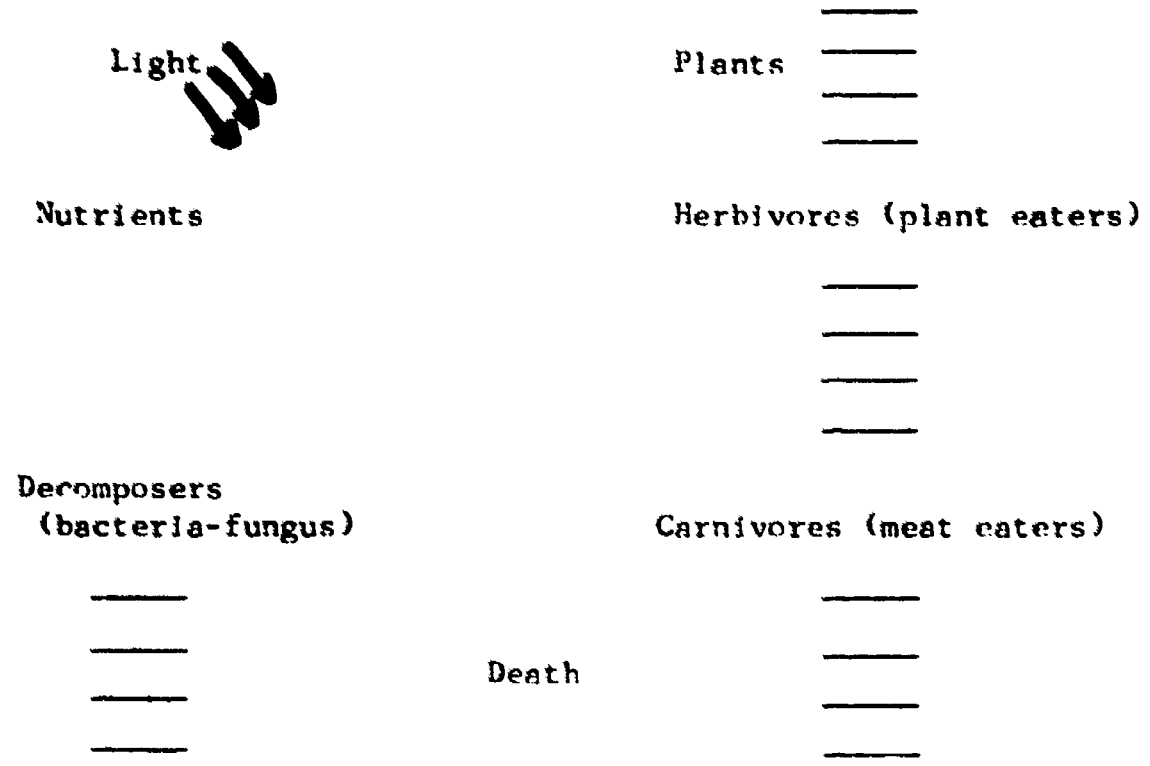 Light
Plants
Nutrients
Herbivores (plant eaters)
Decomposers
(bacteria-fungus)
Carnivores (meat eaters)
Death